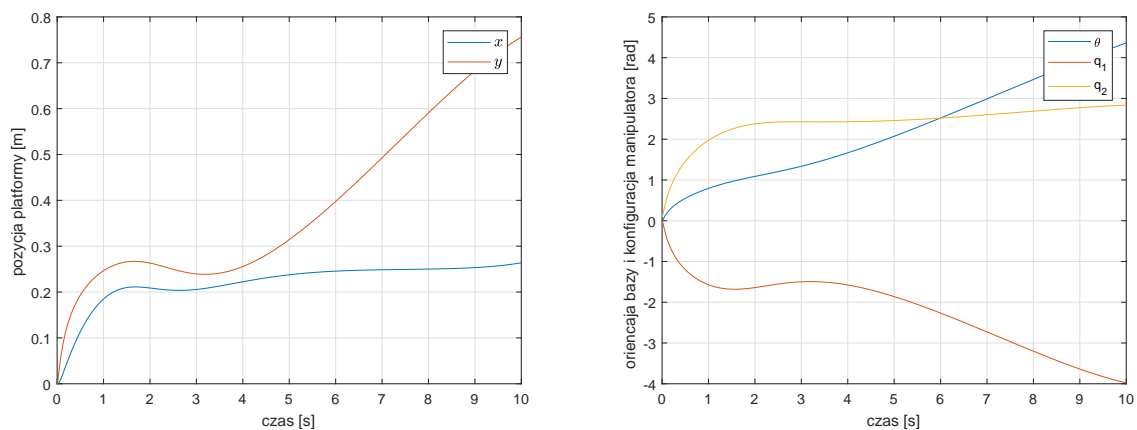 0.8
0.7
0.6
0.5
0.4
0.3
0.2
0.1
0
pozycja platformy [m]
x
y
0 1 2 3 4 5 6 7 8 9 10
czas [s]
5
4
3
2
1
0
-1
-2
-3
-4
oriencaja bazy i konfiguracja manipulatora [rad]
θ
q1
q2
0 1 2 3 4 5 6 7 8 9 10
czas [s]